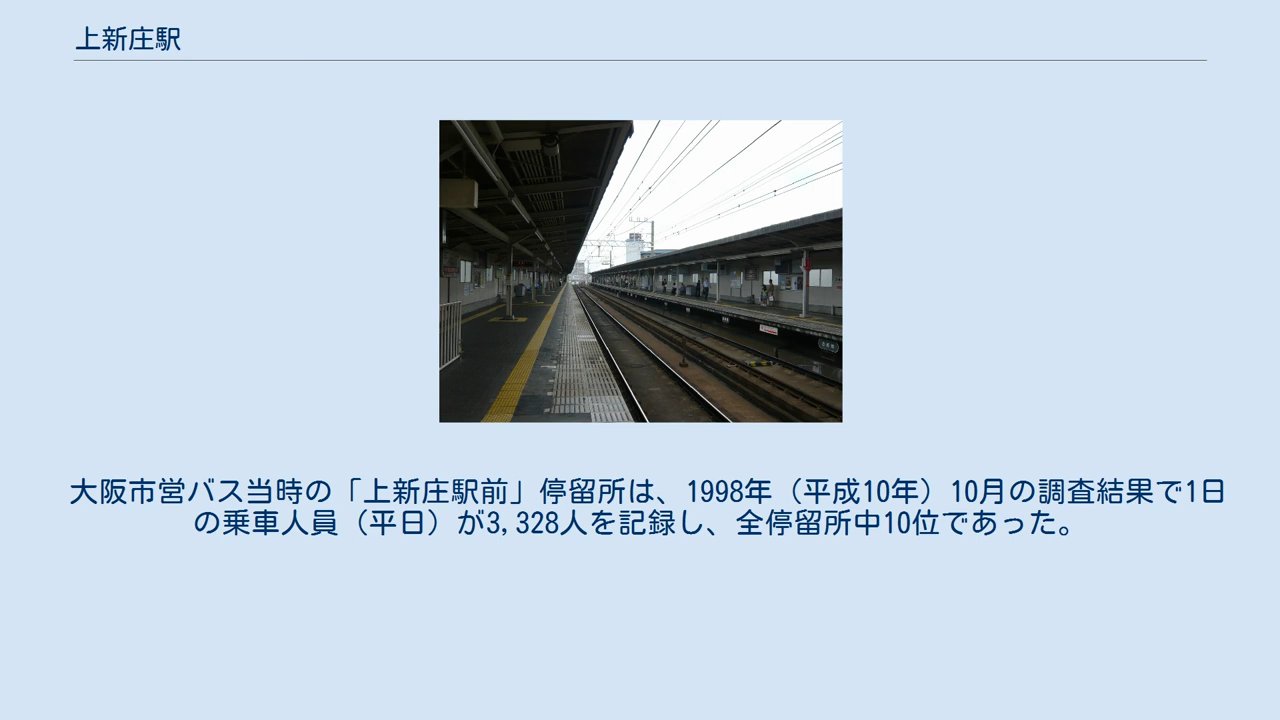 上新庄駅
大阪市営バス当時の「上新庄駅前」停留所は、1998年（平成10年）10月の調査結果で1日
の乗車人員（平日）が3,328人を記録し、全停留所中10位であった。